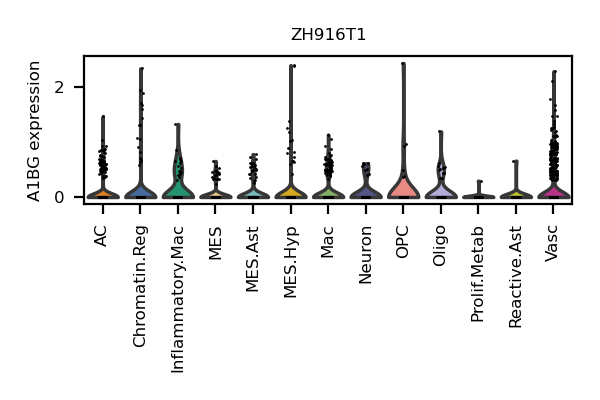 ZH916T1
A1BG expression
2
0
AC
Chromatin.Reg
Inflammatory.Mac
MES
MES.Ast
MES.Hyp
Mac
Neuron
OPC
Oligo
Prolif.Metab
Reactive.Ast
Vasc